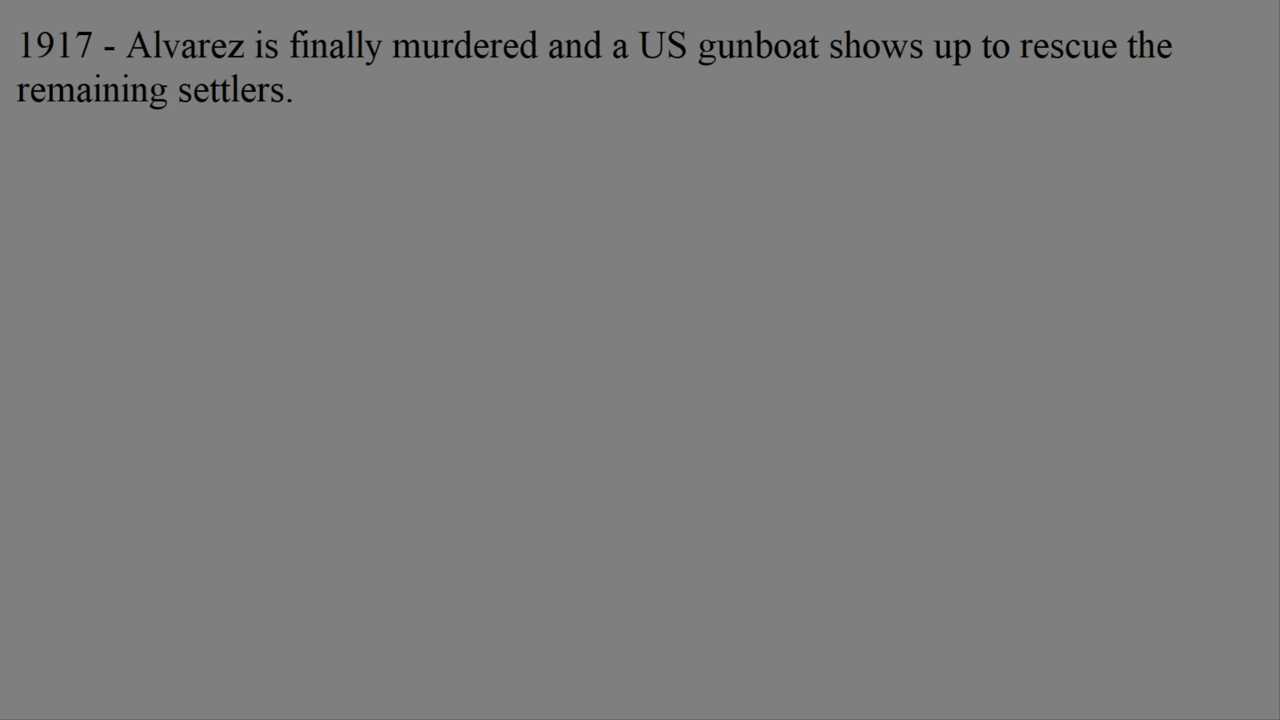 1917 - Alvarez is finally murdered and a US gunboat shows up to rescue the
remaining settlers.